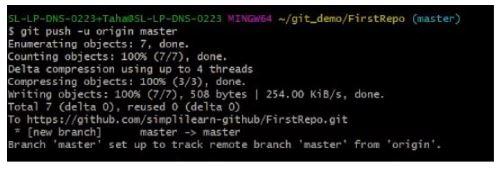 SL-LP-DNS-0223+Taha@SL-LP-DNS-0223 MINGW64 ~/git_demo/FirstRepo (master)
$ git push -u origin master
Enumerating objects: 7, done.
Counting objects: 100% (7/7), done.
Delta compression using up to 4 threads
Compressing objects: 100% (3/3), done.
Writing objects: 100% (7/7), 508 bytes | 254.00 KiB/s, done.
Total 7 (delta 0), reused 0 (delta 0)
To https://github.com/simplilearn-github/FirstRepo.git
 * [new branch]      master -> master
Branch 'master' set up to track remote branch 'master' from 'origin'.